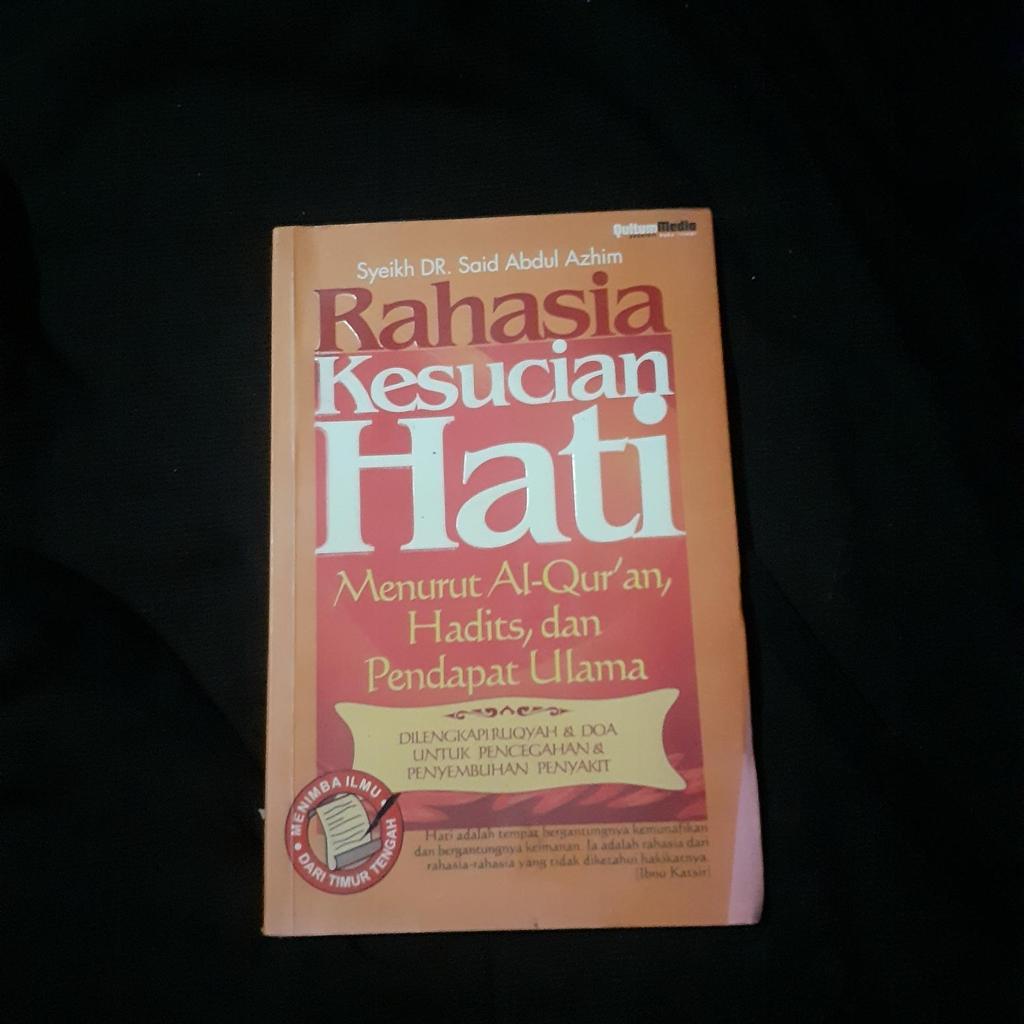 QultumMedia
Syeikh DR. Said Abdul Azhim
Rahasia
Kesucian
Hati
Menurut Al-Qur'an,
Hadits, dan
Pendapat Ulama
DILENGKAPI RUQYAH & DOA
UNTUK PENCEGAHAN &
PENYEMBUHAN PENYAKIT
• MENIMBA ILMU •
DARI TIMUR TENGAH
Hati adalah tempat bergantungnya kemunafikan
dan bergantungnya keimanan. Ia adalah rahasia dari
rahasia-rahasia yang tidak diketahui hakikatnya.
[Ibnu Katsir]